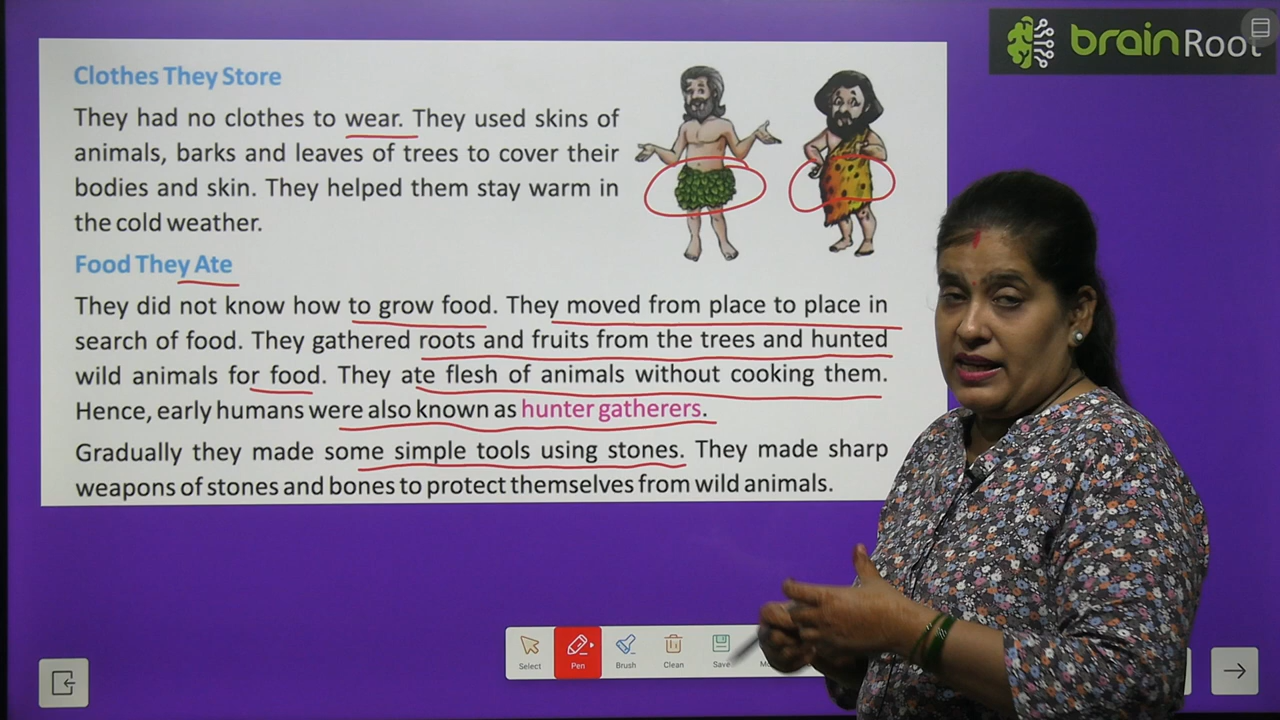 brainRoot
Clothes They Store
They had no clothes to wear. They used skins of
animals, barks and leaves of trees to cover their
bodies and skin. They helped them stay warm in
the cold weather.
Food They Ate
They did not know how to grow food. They moved from place to place in
search of food. They gathered roots and fruits from the trees and hunted
wild animals for food. They ate flesh of animals without cooking them.
Hence, early humans were also known as hunter gatherers.
Gradually they made some simple tools using stones. They made sharp
weapons of stones and bones to protect themselves from wild animals.
Select Pen Brush Clean Save